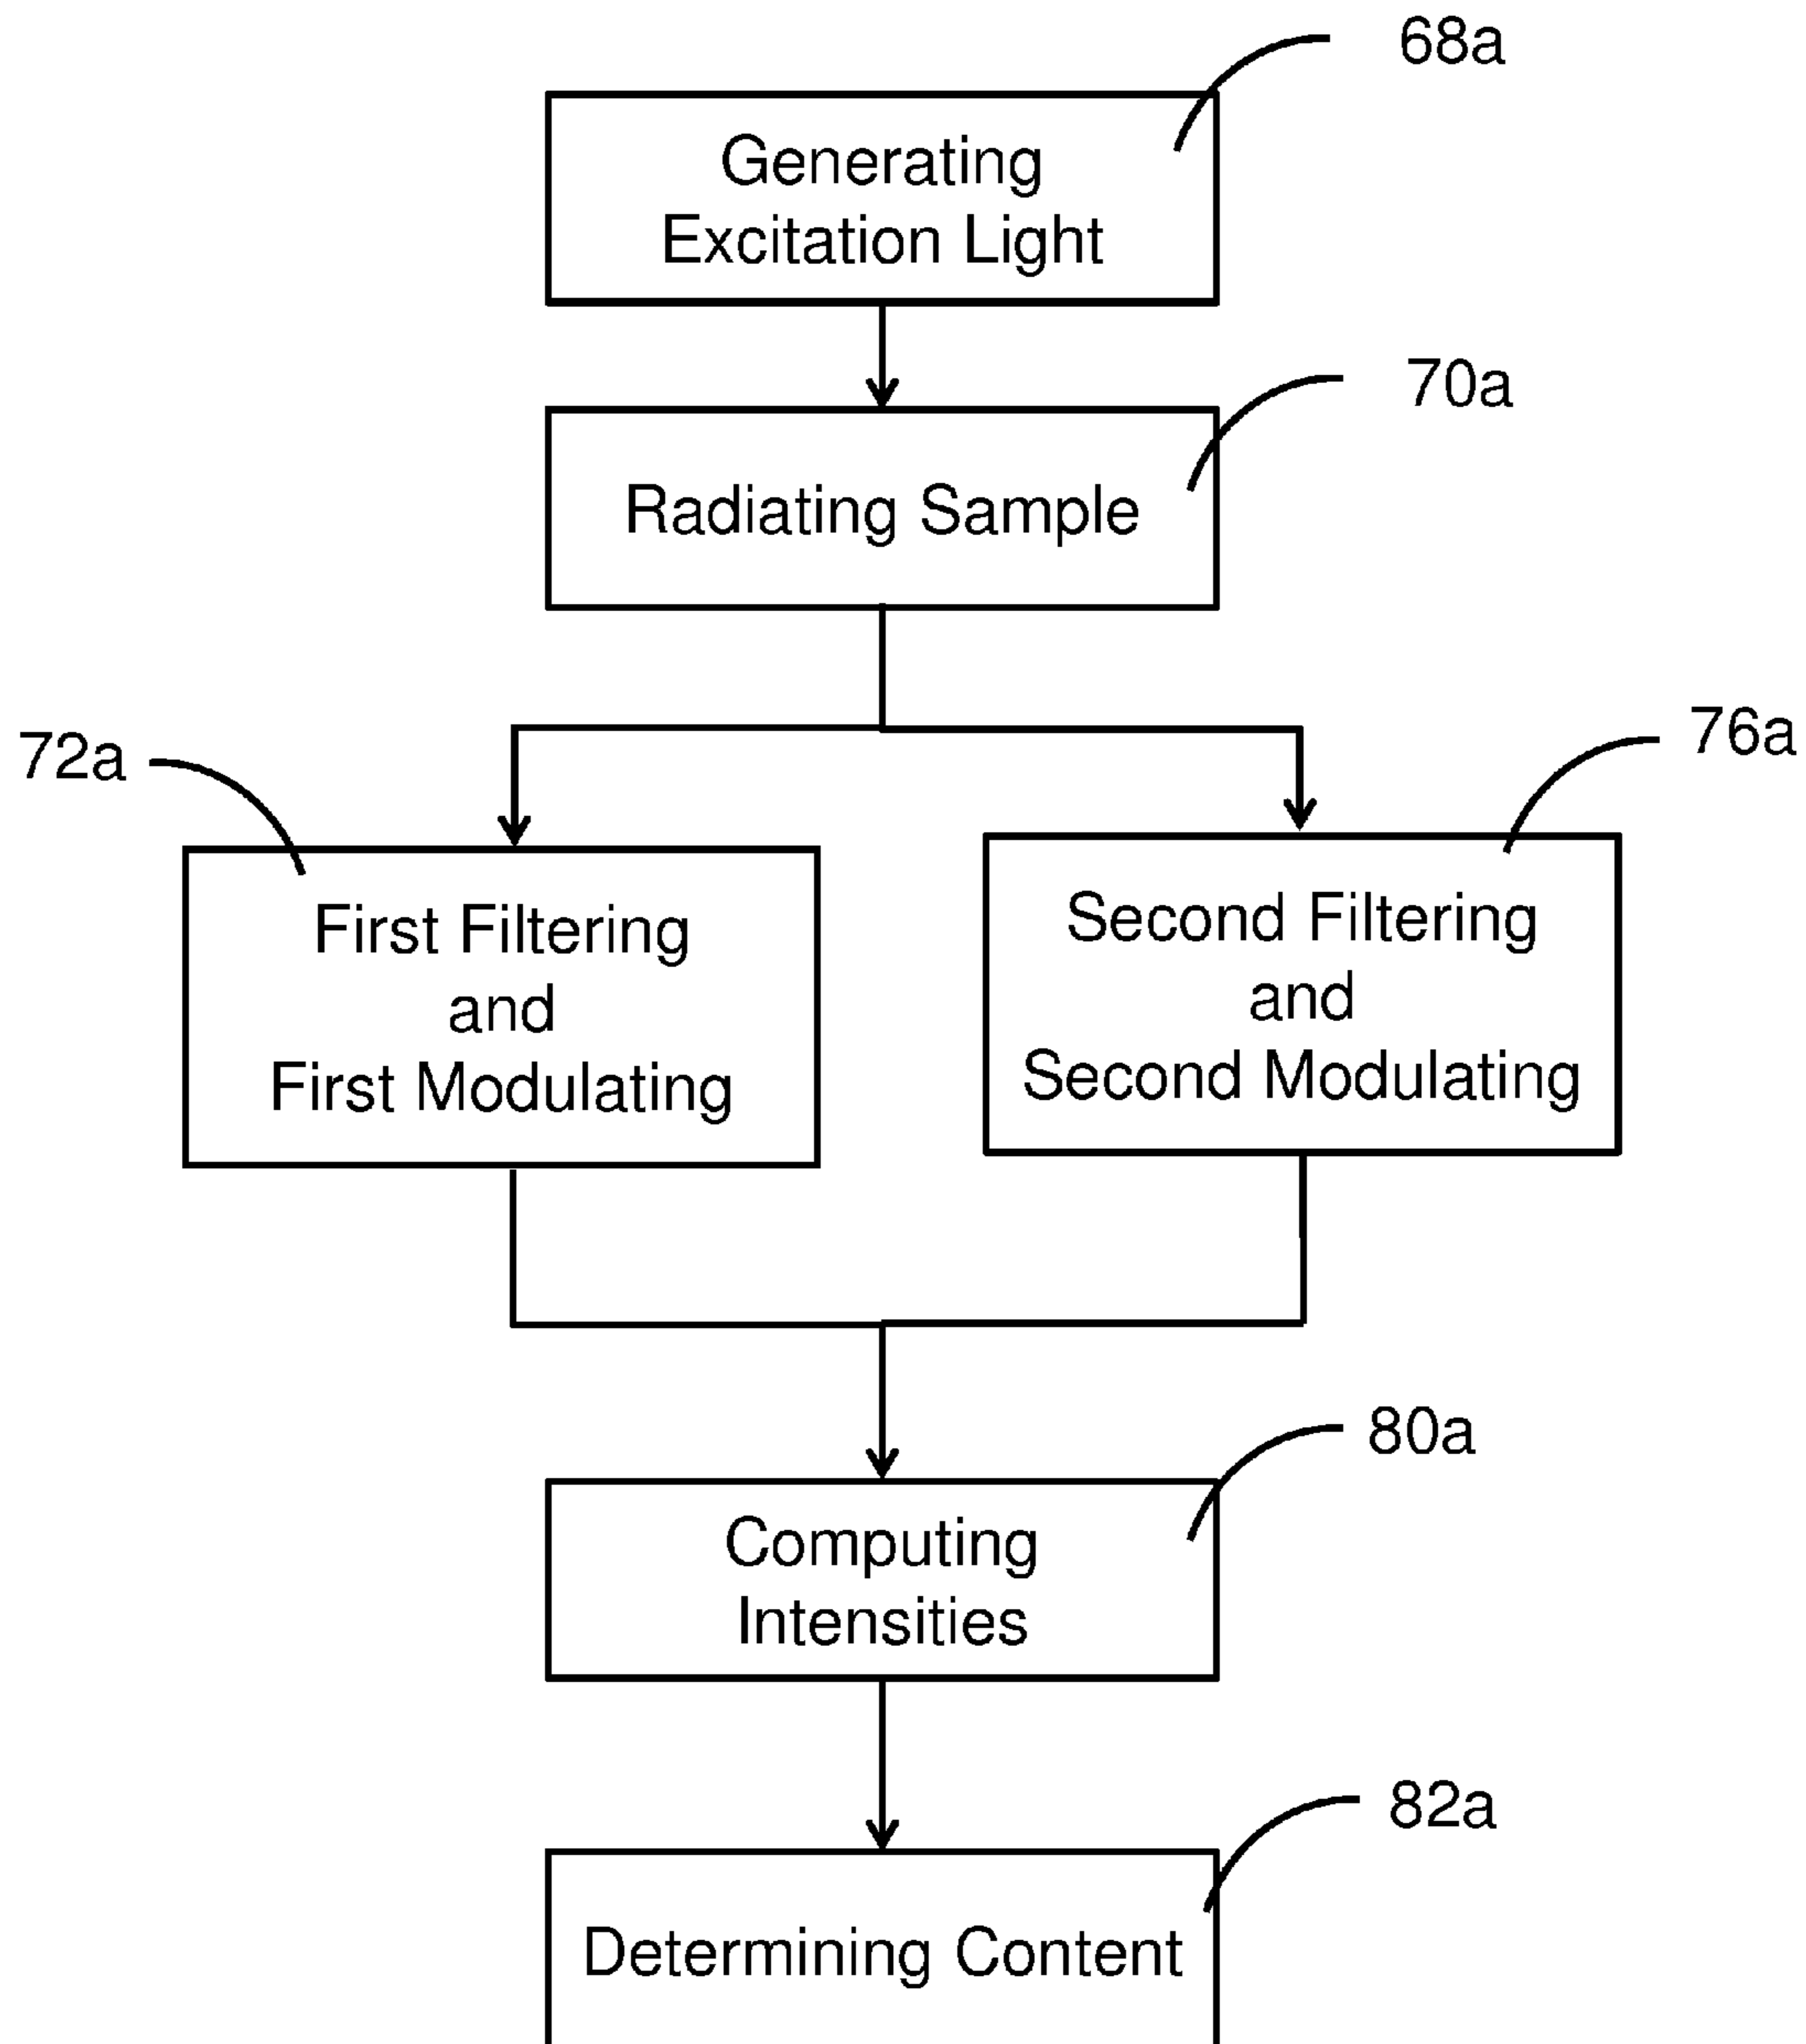 68a
Generating
Excitation Light
70a
Radiating Sample
72a
76a
First Filtering
and
First Modulating
Second Filtering
and
Second Modulating
80a
Computing
Intensities
82a
Determining Content